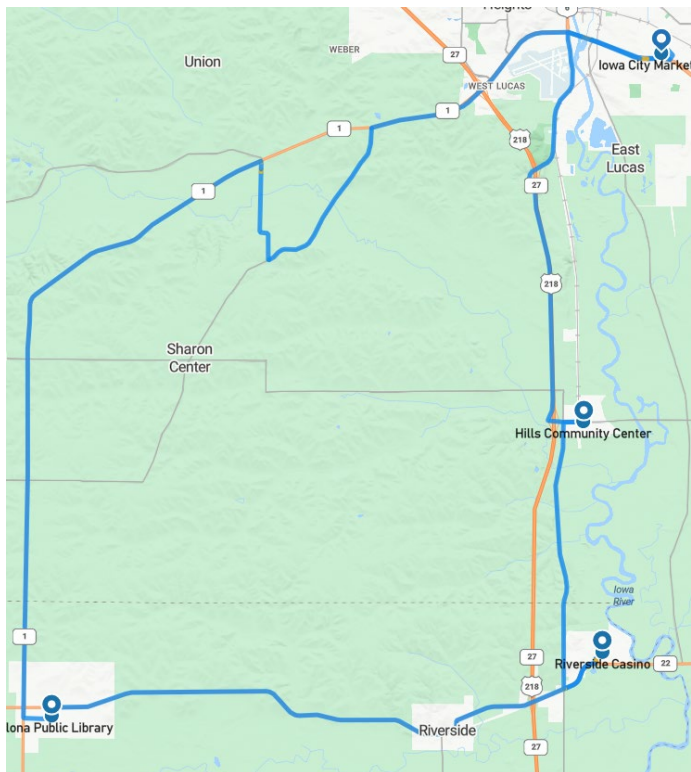 Heights
6
27
WEBER
Iowa City Market
Union
WEST LUCAS
1
1
218
East
Lucas
27
1
218
Sharon
Center
Hills Community Center
Iowa
River
1
27
Riverside Casino
22
218
lona Public Library
Riverside
27